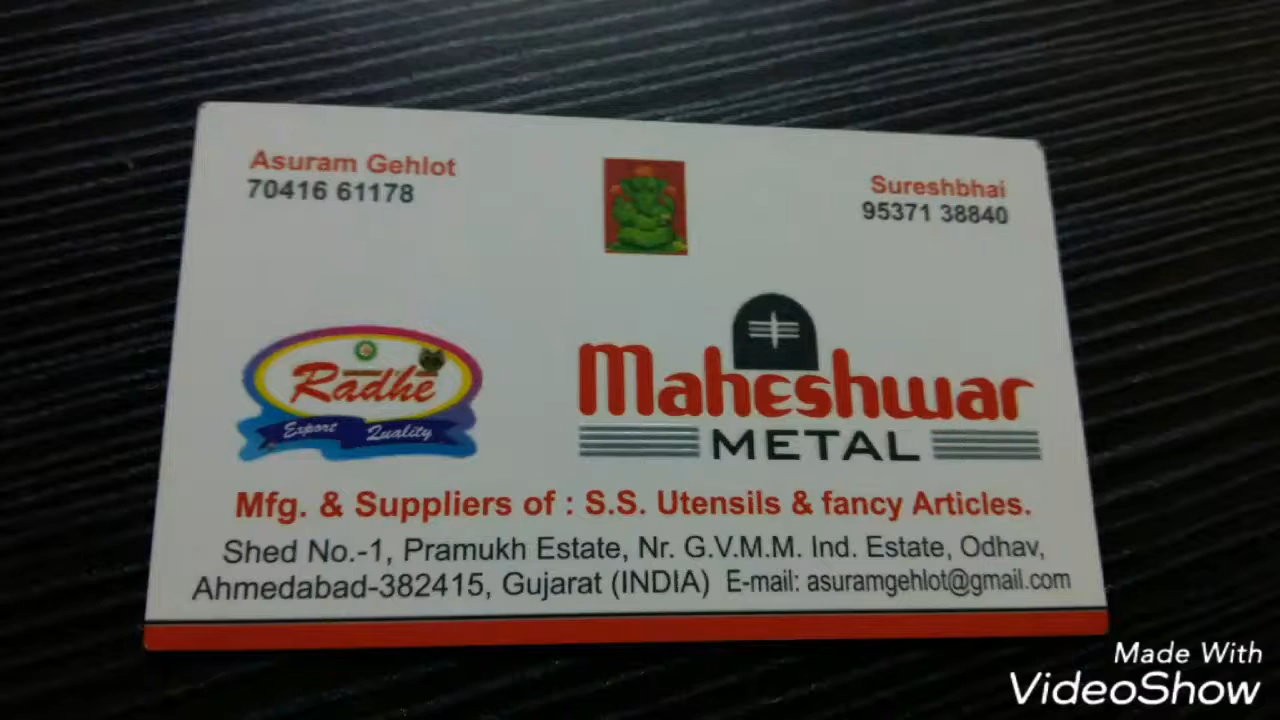 Asuram Gehlot
70416 61178
Sureshbhai
95371 38840
Radhe
Export Quality
Maheshwar
METAL
Mfg. & Suppliers of : S.S. Utensils & fancy Articles.
Shed No.-1, Pramukh Estate, Nr. G.V.M.M. Ind. Estate, Odhav,
Ahmedabad-382415, Gujarat (INDIA) E-mail: asuramgehlot@gmail.com
Made With
VideoShow